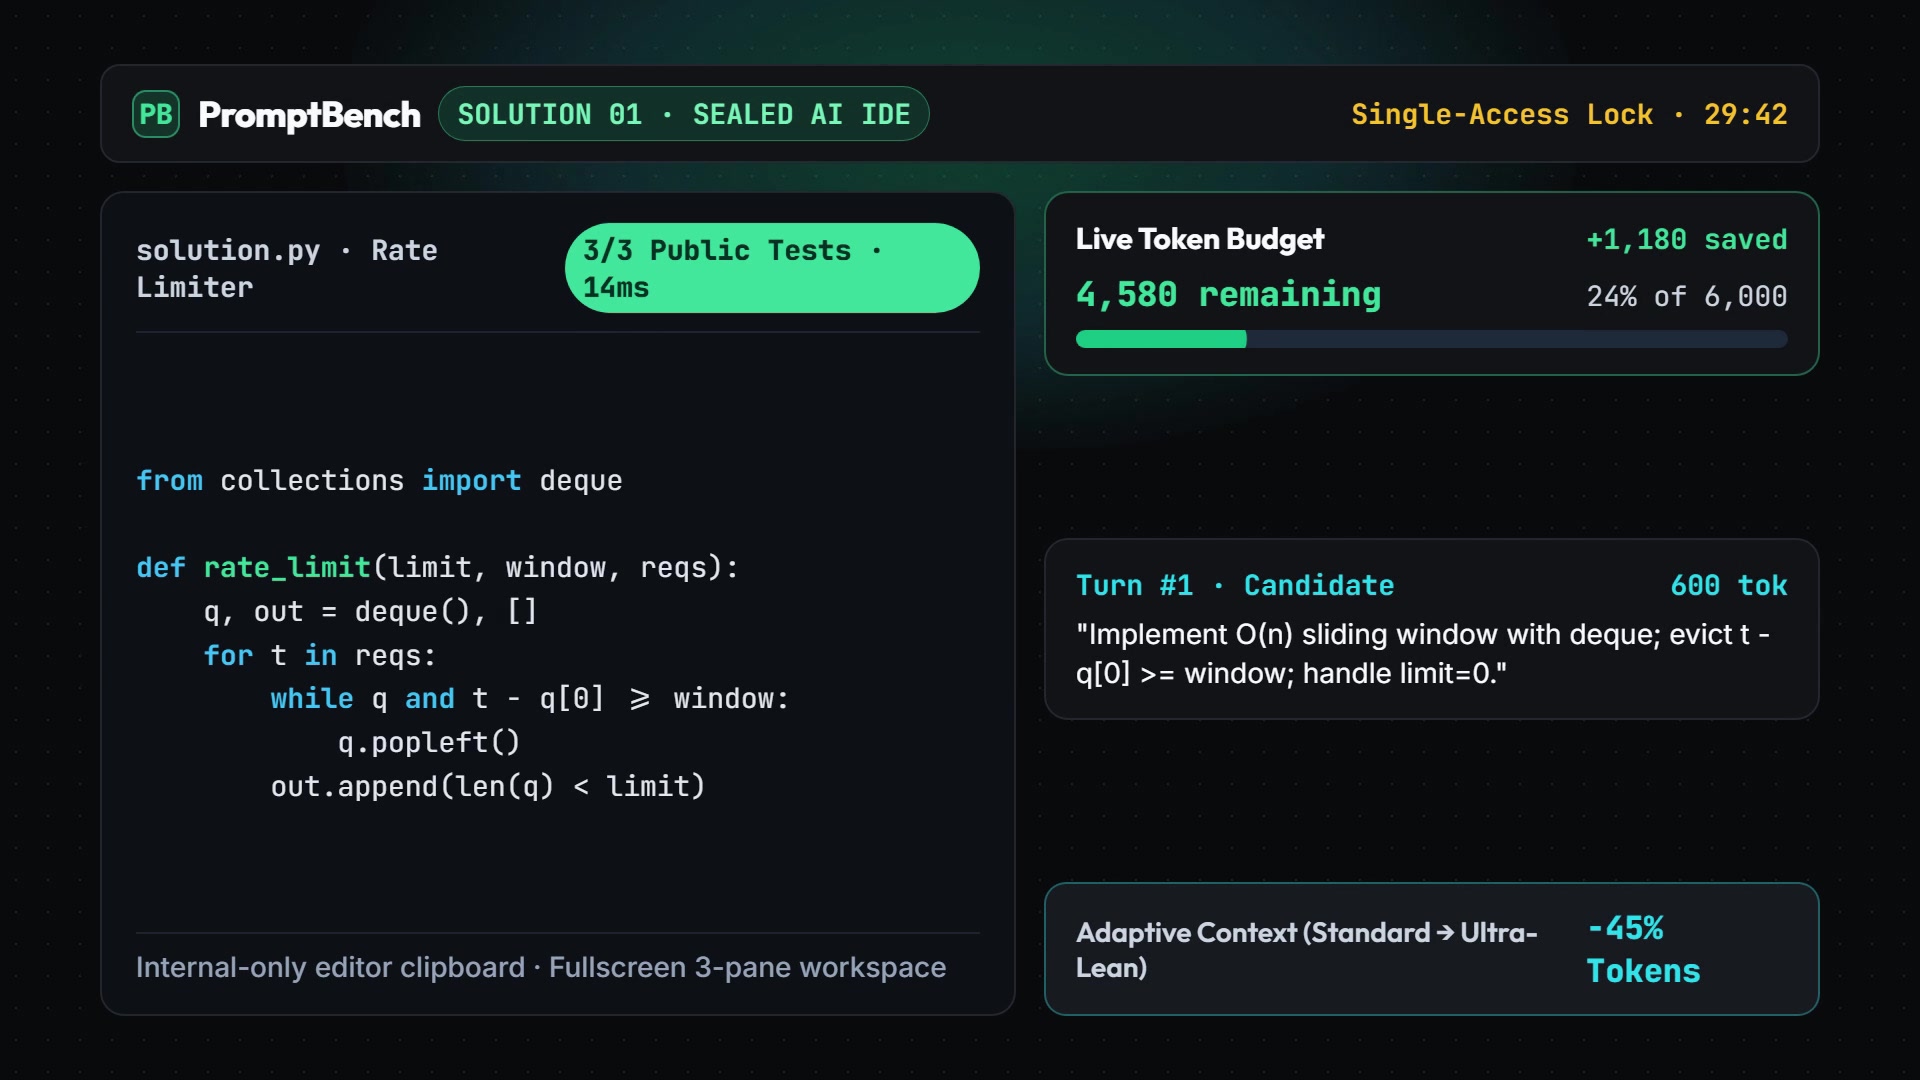 PB PromptBench SOLUTION 01 · SEALED AI IDE
Single-Access Lock · 29:42
solution.py · Rate
Limiter
3/3 Public Tests ·
14ms
from collections import deque
def rate_limit(limit, window, reqs):
    q, out = deque(), []
    for t in reqs:
        while q and t - q[0] >= window:
            q.popleft()
        out.append(len(q) < limit)
Internal-only editor clipboard · Fullscreen 3-pane workspace
Live Token Budget
+1,180 saved
4,580 remaining
24% of 6,000
Turn #1 · Candidate
600 tok
"Implement O(n) sliding window with deque; evict t -
q[0] >= window; handle limit=0."
Adaptive Context (Standard → Ultra-
Lean)
-45%
Tokens